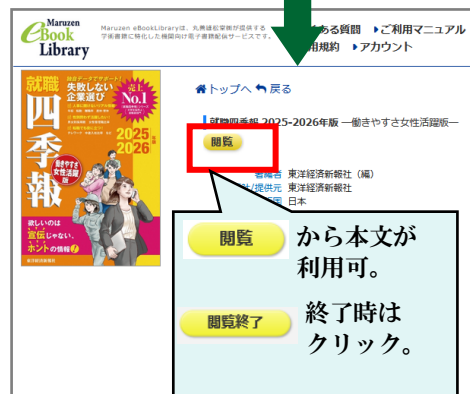 Maruzen
eBook
Library
Maruzen eBookLibraryは、丸善雄松堂㈱が提供する
学術書籍に特化した機関向け電子書籍配信サービスです。
ある質問 ▶ご利用マニュアル
用規約 ▶アカウント
トップへ 戻る
就職四季報 2025-2026年版 ―働きやすさ女性活躍版―
閲覧
著編者 東洋経済新報社（編）
/提供元 東洋経済新報社
国 日本
就職
四季報
失敗しない
企業選び
売上
No.1
2025
2026
年版
働きやすさ
女性活躍
版
欲しいのは
宣伝じゃない、
ホントの情報!
東洋経済新報社
閲覧 から本文が
利用可。
閲覧終了 終了時は
クリック。